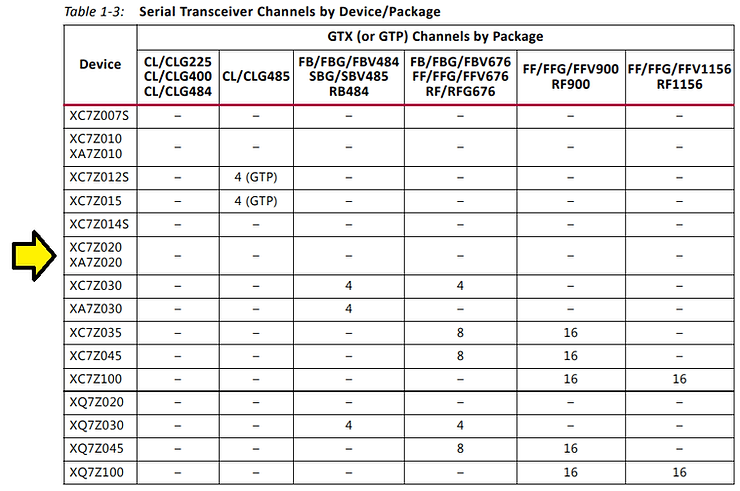 Table 1-3: Serial Transceiver Channels by Device/Package
Device
GTX (or GTP) Channels by Package
CL/CLG225
CL/CLG400
CL/CLG484
CL/CLG485
FB/FBG/FBV484
SBG/SBV485
RB484
FB/FBG/FBV676
FF/FFG/FFV676
RF/RFG676
FF/FFG/FFV900
RF900
FF/FFG/FFV1156
RF1156
XC7Z007S – – – – – –
XC7Z010
XA7Z010 – – – – – –
XC7Z012S – 4 (GTP) – – – –
XC7Z015 – 4 (GTP) – – – –
XC7Z014S – – – – – –
XC7Z020
XA7Z020 – – – – – –
XC7Z030 – – 4 4 – –
XA7Z030 – – 4 – – –
XC7Z035 – – – 8 16 –
XC7Z045 – – – 8 16 –
XC7Z100 – – – – 16 16
XQ7Z020 – – – – – –
XQ7Z030 – – 4 4 – –
XQ7Z045 – – – 8 16 –
XQ7Z100 – – – – 16 16